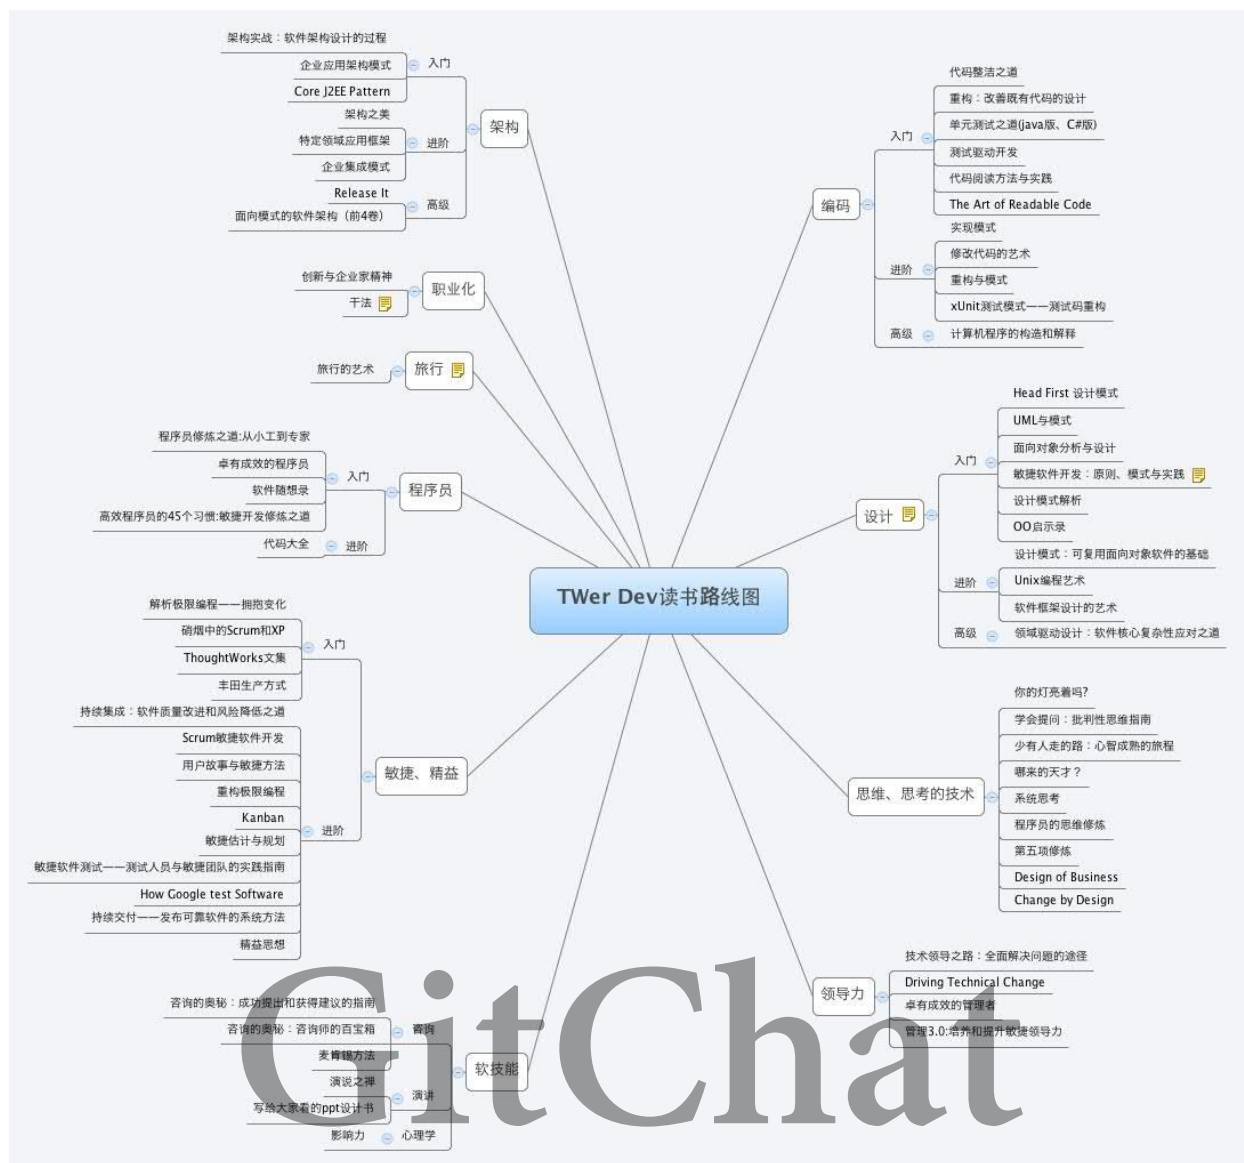 TWer Dev读书路线图
架构
入门
架构实战：软件架构设计的过程
企业应用架构模式
Core J2EE Pattern
进阶
架构之美
特定领域应用框架
企业集成模式
高级
Release It
面向模式的软件架构（前4卷）
职业化
创新与企业家精神
干法
旅行
旅行的艺术
程序员
入门
程序员修炼之道:从小工到专家
卓有成效的程序员
软件随想录
高效程序员的45个习惯:敏捷开发修炼之道
进阶
代码大全
敏捷、精益
入门
解析极限编程——拥抱变化
硝烟中的Scrum和XP
ThoughtWorks文集
丰田生产方式
进阶
持续集成：软件质量改进和风险降低之道
Scrum敏捷软件开发
用户故事与敏捷方法
重构极限编程
Kanban
敏捷估计与规划
敏捷软件测试——测试人员与敏捷团队的实践指南
How Google test Software
持续交付——发布可靠软件的系统方法
精益思想
软技能
咨询
咨询的奥秘：成功提出和获得建议的指南
咨询的奥秘：咨询师的百宝箱
麦肯锡方法
演讲
演说之禅
写给大家看的ppt设计书
心理学
影响力
编码
入门
代码整洁之道
重构：改善既有代码的设计
单元测试之道(java版、C#版)
测试驱动开发
代码阅读方法与实践
The Art of Readable Code
进阶
实现模式
修改代码的艺术
重构与模式
xUnit测试模式——测试码重构
高级
计算机程序的构造和解释
设计
入门
Head First 设计模式
UML与模式
面向对象分析与设计
敏捷软件开发：原则、模式与实践
设计模式解析
OO启示录
进阶
设计模式：可复用面向对象软件的基础
Unix编程艺术
软件框架设计的艺术
高级
领域驱动设计：软件核心复杂性应对之道
思维、思考的技术
你的灯亮着吗?
学会提问：批判性思维指南
少有人走的路：心智成熟的旅程
哪来的天才？
系统思考
程序员的思维修炼
第五项修炼
Design of Business
Change by Design
领导力
技术领导之路：全面解决问题的途径
Driving Technical Change
卓有成效的管理者
管理3.0:培养和提升敏捷领导力
GitChat